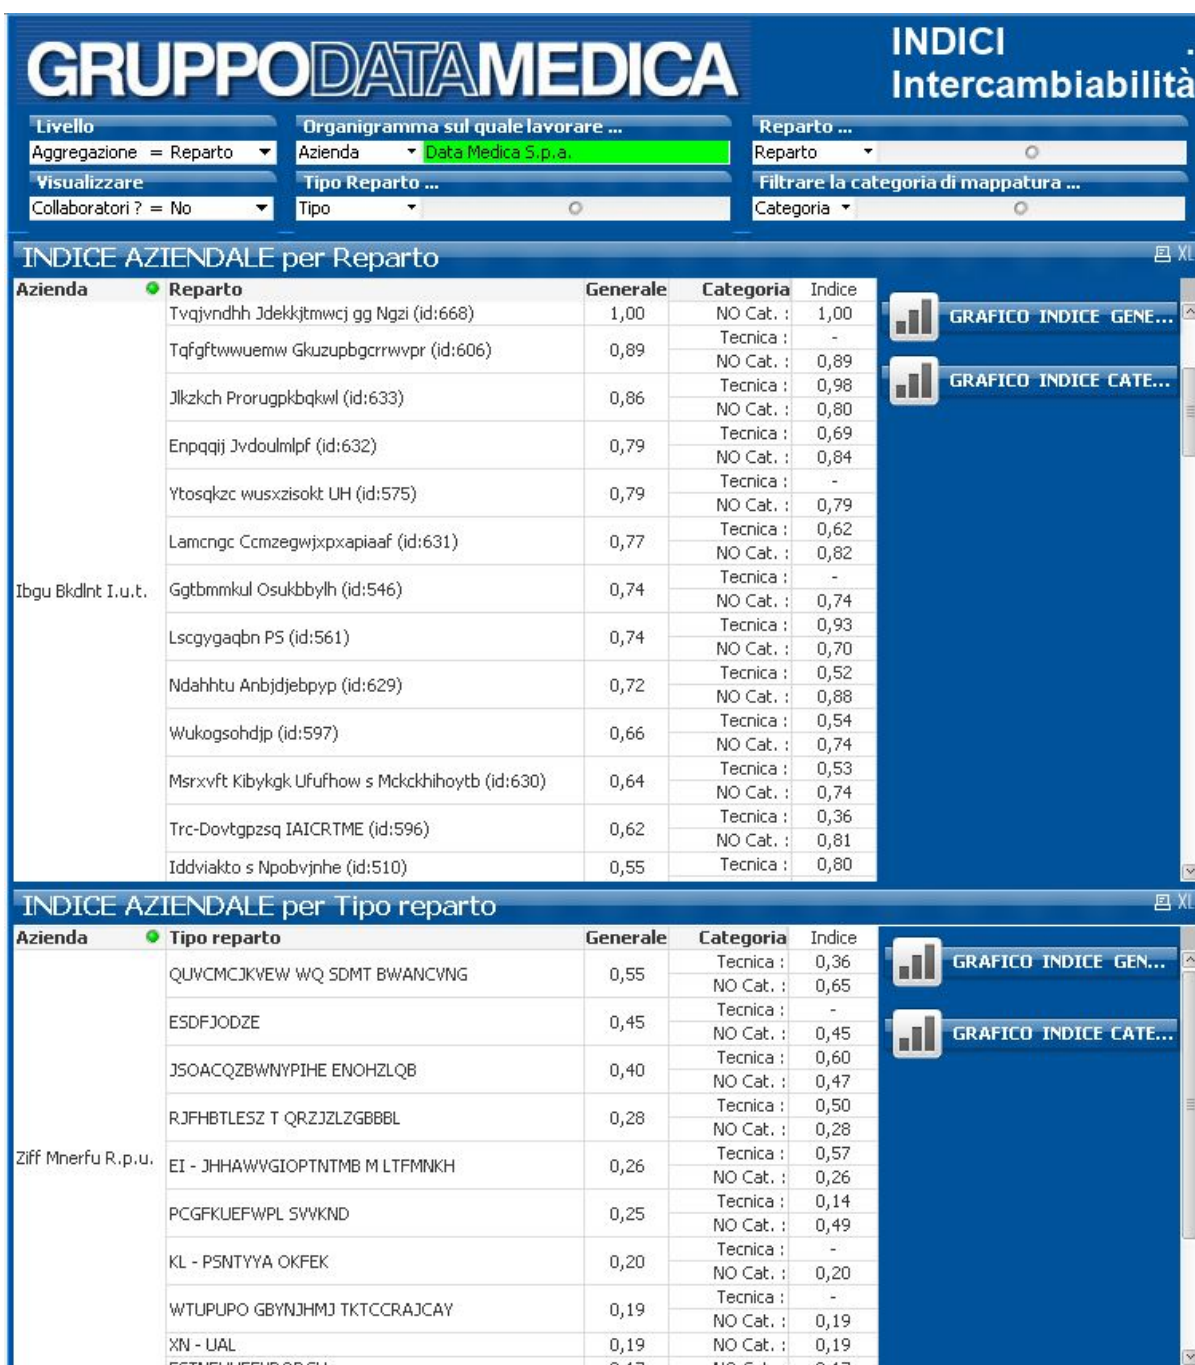 GRUPPODATAMEDICA
INDICI .
Intercambiabilità
Livello Organigramma sul quale lavorare ... Reparto ...
Aggregazione = Reparto Azienda Data Medica S.p.a. Reparto
Visualizzare Tipo Reparto ... Filtrare la categoria di mappatura ...
Collaboratori ? = No Tipo Categoria
INDICE AZIENDALE per Reparto XL
Azienda Reparto Generale Categoria Indice
Tvqjvndhh Jdekkjtmwcj gg Ngzi (id:668) 1,00 NO Cat. : 1,00
GRAFICO INDICE GENE...
Tqfgftwwuemw Gkuzupbgcrrwvpr (id:606) 0,89 Tecnica : -
NO Cat. : 0,89
GRAFICO INDICE CATE...
Jlkzkch Prorugpkbqkwl (id:633) 0,86 Tecnica : 0,98
NO Cat. : 0,80
Enpqqij Jvdoulmlpf (id:632) 0,79 Tecnica : 0,69
NO Cat. : 0,84
Ytosqkzc wusxzisokt UH (id:575) 0,79 Tecnica : -
NO Cat. : 0,79
Lamcngc Ccmzegwjxpxapiaaf (id:631) 0,77 Tecnica : 0,62
NO Cat. : 0,82
Ibgu Bkdlnt I.u.t. Ggtbmmkul Osukbbylh (id:546) 0,74 Tecnica : -
NO Cat. : 0,74
Lscgygaqbn PS (id:561) 0,74 Tecnica : 0,93
NO Cat. : 0,70
Ndahhtu Anbjdjebpyp (id:629) 0,72 Tecnica : 0,52
NO Cat. : 0,88
Wukogsohdjp (id:597) 0,66 Tecnica : 0,54
NO Cat. : 0,74
Msrxvft Kibykgk Ufufhow s Mckckhihoytb (id:630) 0,64 Tecnica : 0,53
NO Cat. : 0,74
Trc-Dovtgpzsq IAICRTME (id:596) 0,62 Tecnica : 0,36
NO Cat. : 0,81
Iddviakto s Npobvjnhe (id:510) 0,55 Tecnica : 0,80
INDICE AZIENDALE per Tipo reparto XL
Azienda Tipo reparto Generale Categoria Indice
QUVCMCJKVEW WQ SDMT BWANCVNG 0,55 Tecnica : 0,36
NO Cat. : 0,65
GRAFICO INDICE GEN...
ESDFJODZE 0,45 Tecnica : -
NO Cat. : 0,45
GRAFICO INDICE CATE...
JSOACQZBWNYPIHE ENOHZLQB 0,40 Tecnica : 0,60
NO Cat. : 0,47
RJFHBTLESZ T QRZJZLZGBBBL 0,28 Tecnica : 0,50
NO Cat. : 0,28
Ziff Mnerfu R.p.u. EI - JHHAWVGIOPTNTMB M LTFMNKH 0,26 Tecnica : 0,57
NO Cat. : 0,26
PCGFKUEFWPL SVVKND 0,25 Tecnica : 0,14
NO Cat. : 0,49
KL - PSNTYYA OKFEK 0,20 Tecnica : -
NO Cat. : 0,20
WTUPUPO GBYNJHMJ TKTCCRAJCAY 0,19 Tecnica : -
NO Cat. : 0,19
XN - UAL 0,19 NO Cat. : 0,19